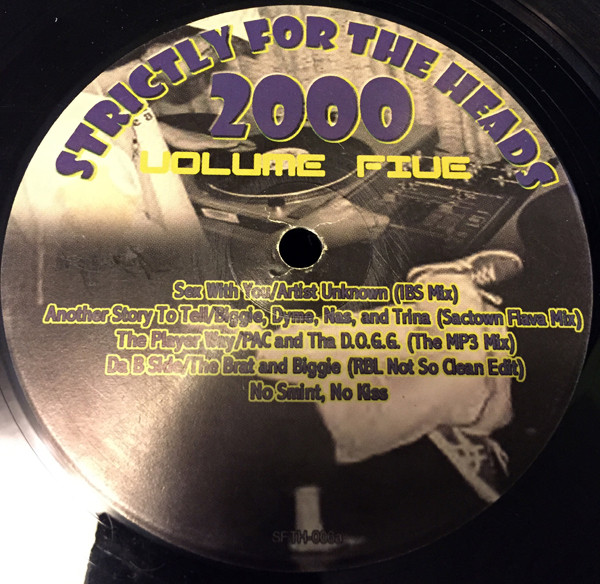 STRICTLY FOR THE HEADS
2000
VOLUME FIVE
Sex With You/Artist Unknown (IBS Mix)
Another Story To Tell/Biggie, Dyme, Nas, and Trina (Sactown Flava Mix)
The Player Way/PAC and Tha D.O.G.G. (The MP3 Mix)
Da B Side/The Brat and Biggie (RBL Not So Clean Edit)
No Smint, No Kiss